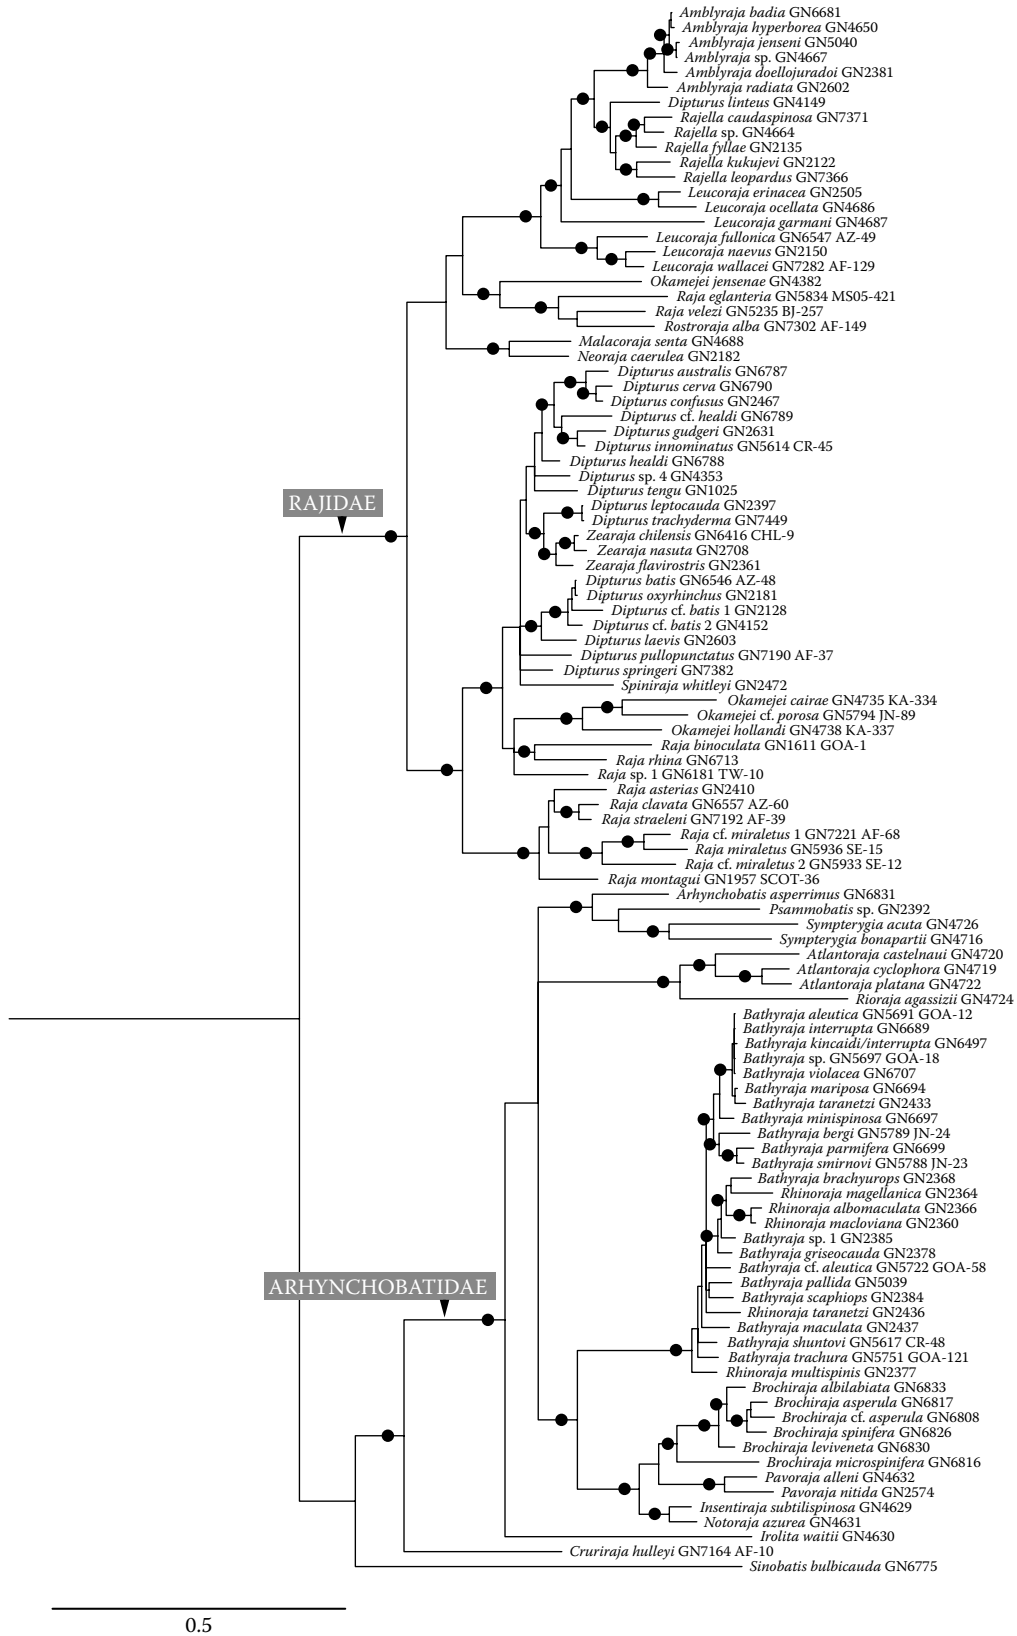 Amblyraja badia GN6681
Amblyraja hyperborea GN4650
Amblyraja jenseni GN5040
Amblyraja sp. GN4667
Amblyraja doellojuradoi GN2381
Amblyraja radiata GN2602
Dipturus linteus GN4149
Rajella caudaspinosa GN7371
Rajella sp. GN4664
Rajella fyllae GN2135
Rajella kukujevi GN2122
Rajella leopardus GN7366
Leucoraja erinacea GN2505
Leucoraja ocellata GN4686
Leucoraja garmani GN4687
Leucoraja fullonica GN6547 AZ-49
Leucoraja naevus GN2150
Leucoraja wallacei GN7282 AF-129
Okamejei jensenae GN4382
Raja eglanteria GN5834 MS05-421
Raja velezi GN5235 BJ-257
Rostroraja alba GN7302 AF-149
Malacoraja senta GN4688
Neoraja caerulea GN2182
Dipturus australis GN6787
Dipturus cerva GN6790
Dipturus confusus GN2467
Dipturus cf. healdi GN6789
Dipturus gudgeri GN2631
Dipturus innominatus GN5614 CR-45
Dipturus healdi GN6788
Dipturus sp. 4 GN4353
Dipturus tengu GN1025
RAJIDAE
Dipturus leptocauda GN2397
Dipturus trachyderma GN7449
Zearaja chilensis GN6416 CHL-9
Zearaja nasuta GN2708
Zearaja flavirostris GN2361
Dipturus batis GN6546 AZ-48
Dipturus oxyrhinchus GN2181
Dipturus cf. batis 1 GN2128
Dipturus cf. batis 2 GN4152
Dipturus laevis GN2603
Dipturus pullopunctatus GN7190 AF-37
Dipturus springeri GN7382
Spiniraja whitleyi GN2472
Okamejei cairae GN4735 KA-334
Okamejei cf. porosa GN5794 JN-89
Okamejei hollandi GN4738 KA-337
Raja binoculata GN1611 GOA-1
Raja rhina GN6713
Raja sp. 1 GN6181 TW-10
Raja asterias GN2410
Raja clavata GN6557 AZ-60
Raja straeleni GN7192 AF-39
Raja cf. miraletus 1 GN7221 AF-68
Raja miraletus GN5936 SE-15
Raja cf. miraletus 2 GN5933 SE-12
Raja montagui GN1957 SCOT-36
Arhynchobatis asperrimus GN6831
Psammobatis sp. GN2392
Sympterygia acuta GN4726
Sympterygia bonapartii GN4716
Atlantoraja castelnaui GN4720
Atlantoraja cyclophora GN4719
Atlantoraja platana GN4722
Rioraja agassizii GN4724
Bathyraja aleutica GN5691 GOA-12
Bathyraja interrupta GN6689
Bathyraja kincaidi/interrupta GN6497
Bathyraja sp. GN5697 GOA-18
Bathyraja violacea GN6707
Bathyraja mariposa GN6694
Bathyraja taranetzi GN2433
Bathyraja minispinosa GN6697
Bathyraja bergi GN5789 JN-24
Bathyraja parmifera GN6699
Bathyraja smirnovi GN5788 JN-23
Bathyraja brachyurops GN2368
Rhinoraja magellanica GN2364
Rhinoraja albomaculata GN2366
Rhinoraja macloviana GN2360
Bathyraja sp. 1 GN2385
Bathyraja griseocauda GN2378
Bathyraja cf. aleutica GN5722 GOA-58
ARHYNCHOBATIDAE
Bathyraja pallida GN5039
Bathyraja scaphiops GN2384
Rhinoraja taranetzi GN2436
Bathyraja maculata GN2437
Bathyraja shuntovi GN5617 CR-48
Bathyraja trachura GN5751 GOA-121
Rhinoraja multispinis GN2377
Brochiraja albilabiata GN6833
Brochiraja asperula GN6817
Brochiraja cf. asperula GN6808
Brochiraja spinifera GN6826
Brochiraja leviveneta GN6830
Brochiraja microspinifera GN6816
Pavoraja alleni GN4632
Pavoraja nitida GN2574
Insentiraja subtilispinosa GN4629
Notoraja azurea GN4631
Irolita waitii GN4630
Cruriraja hulleyi GN7164 AF-10
Sinobatis bulbicauda GN6775
0.5